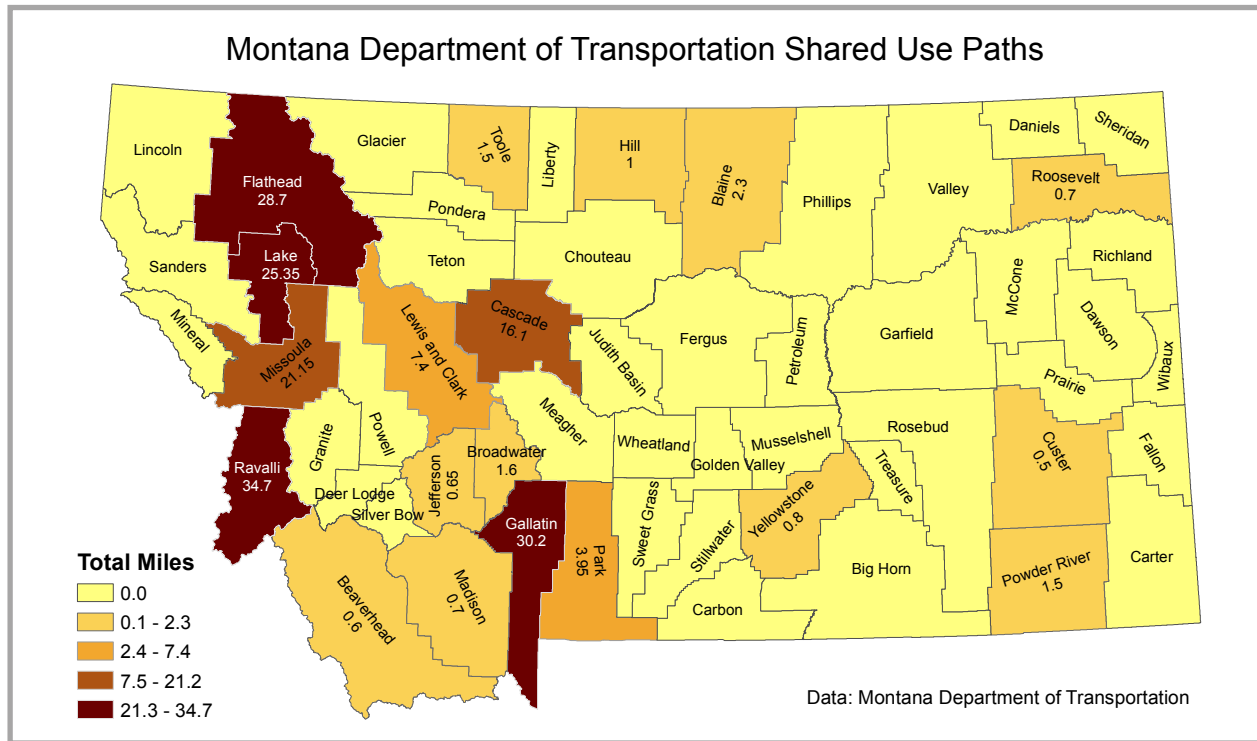 Montana Department of Transportation Shared Use Paths
Lincoln
Flathead
28.7
Glacier
Toole
1.5
Liberty
Hill
1
Blaine
2.3
Phillips
Valley
Daniels
Sheridan
Roosevelt
0.7
Pondera
Teton
Chouteau
Sanders
Lake
25.35
Richland
McCone
Dawson
Garfield
Wibaux
Prairie
Mineral
Missoula
21.15
Lewis and Clark
7.4
Cascade
16.1
Judith Basin
Fergus
Petroleum
Ravalli
34.7
Granite
Powell
Meagher
Wheatland
Golden Valley
Musselshell
Rosebud
Treasure
Custer
0.5
Fallon
Deer Lodge
Silver Bow
Jefferson
0.65
Broadwater
1.6
Gallatin
30.2
Park
3.95
Sweet Grass
Stillwater
Yellowstone
0.8
Big Horn
Powder River
1.5
Carter
Carbon
Beaverhead
0.6
Madison
0.7
Total Miles
0.0
0.1 - 2.3
2.4 - 7.4
7.5 - 21.2
21.3 - 34.7
Data: Montana Department of Transportation